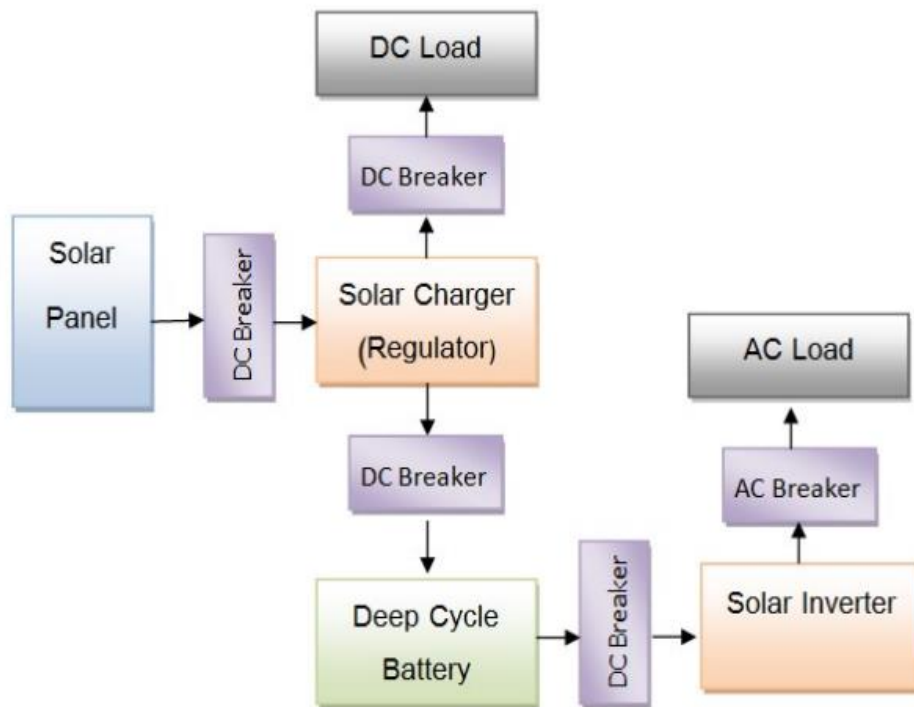 DC Load
DC Breaker
Solar
Panel
DC Breaker
Solar Charger
(Regulator)
AC Load
DC Breaker
AC Breaker
Deep Cycle
Battery
DC Breaker
Solar Inverter